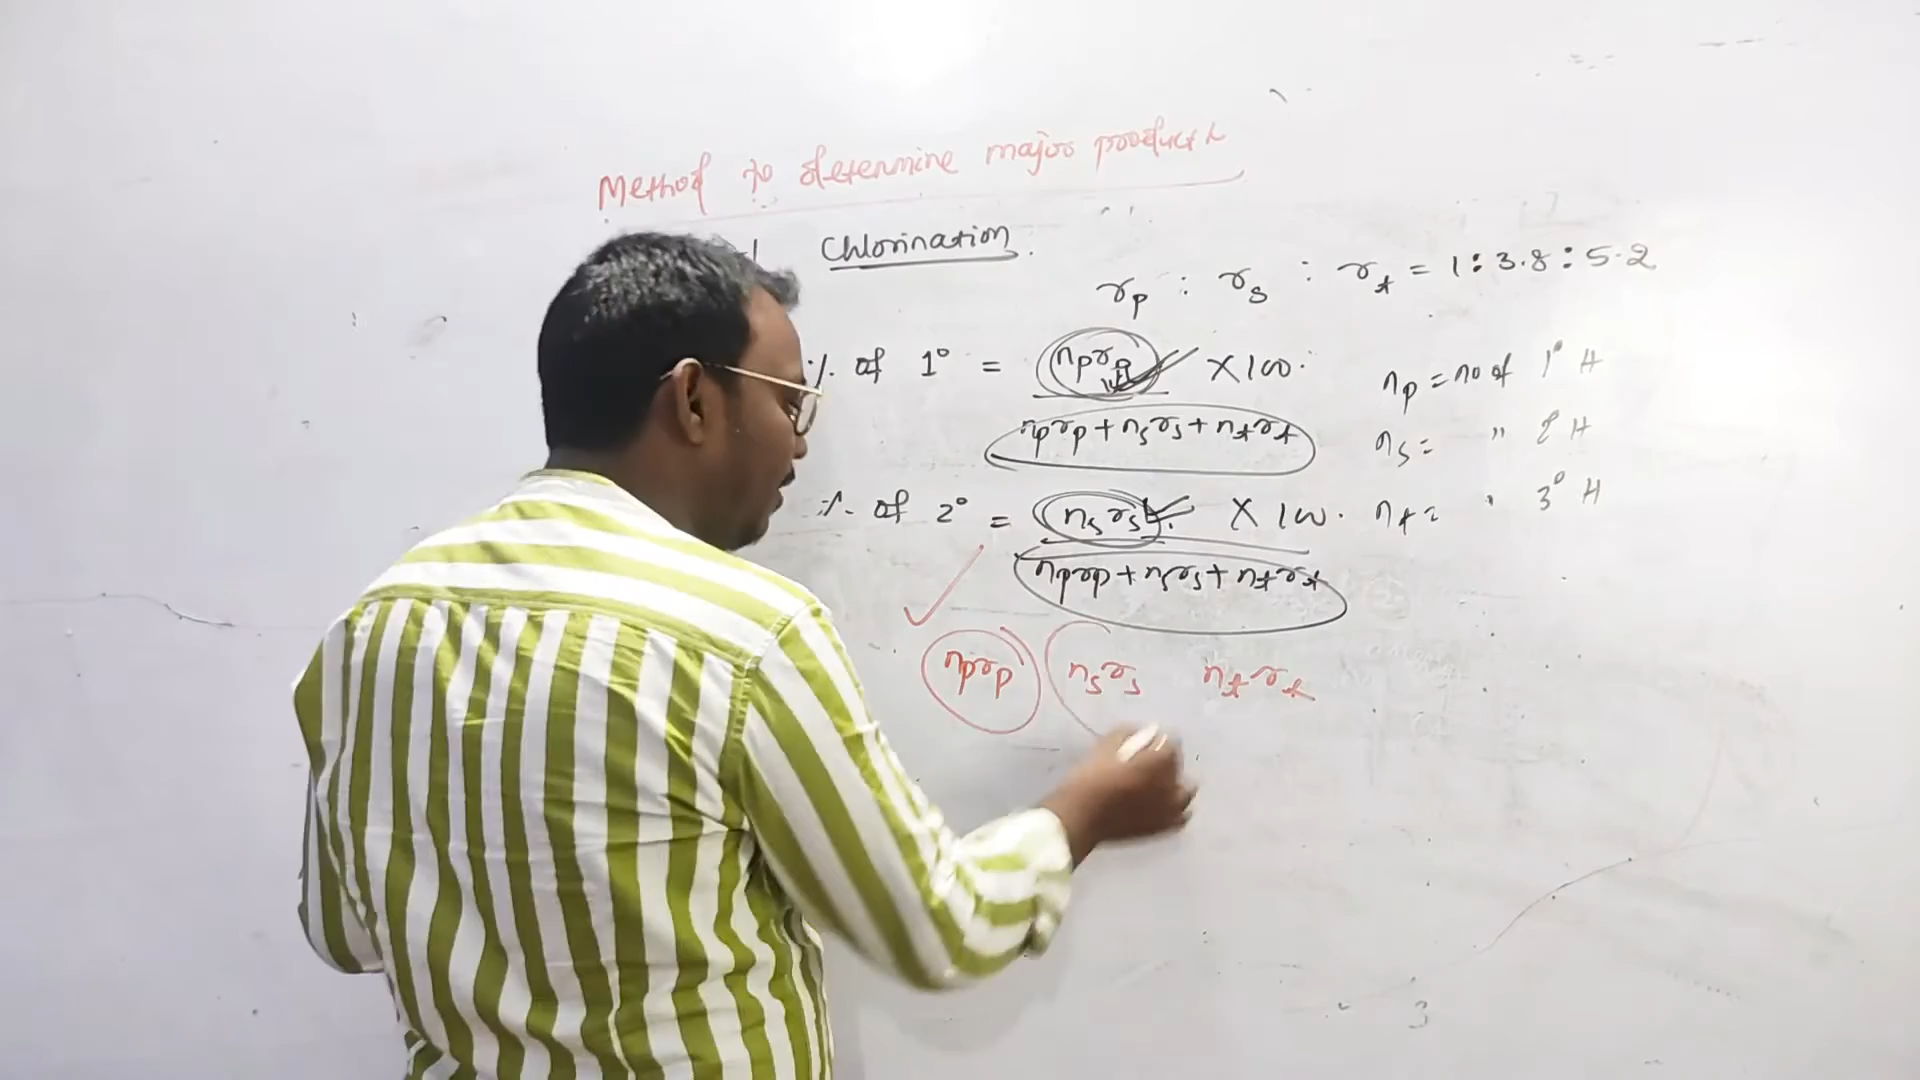 Method to determine major product
1 Chlorination.
rp : rs : rt = 1 : 3.8 : 5.2
% of 1° = nprp × 100.
nprp + nsrs + ntrt
np = no of 1° H
ns = " 2° H
% of 2° = nsrs × 100.
nprp + nsrs + ntrt
nt = " 3° H
nprp nsrs ntrt
3